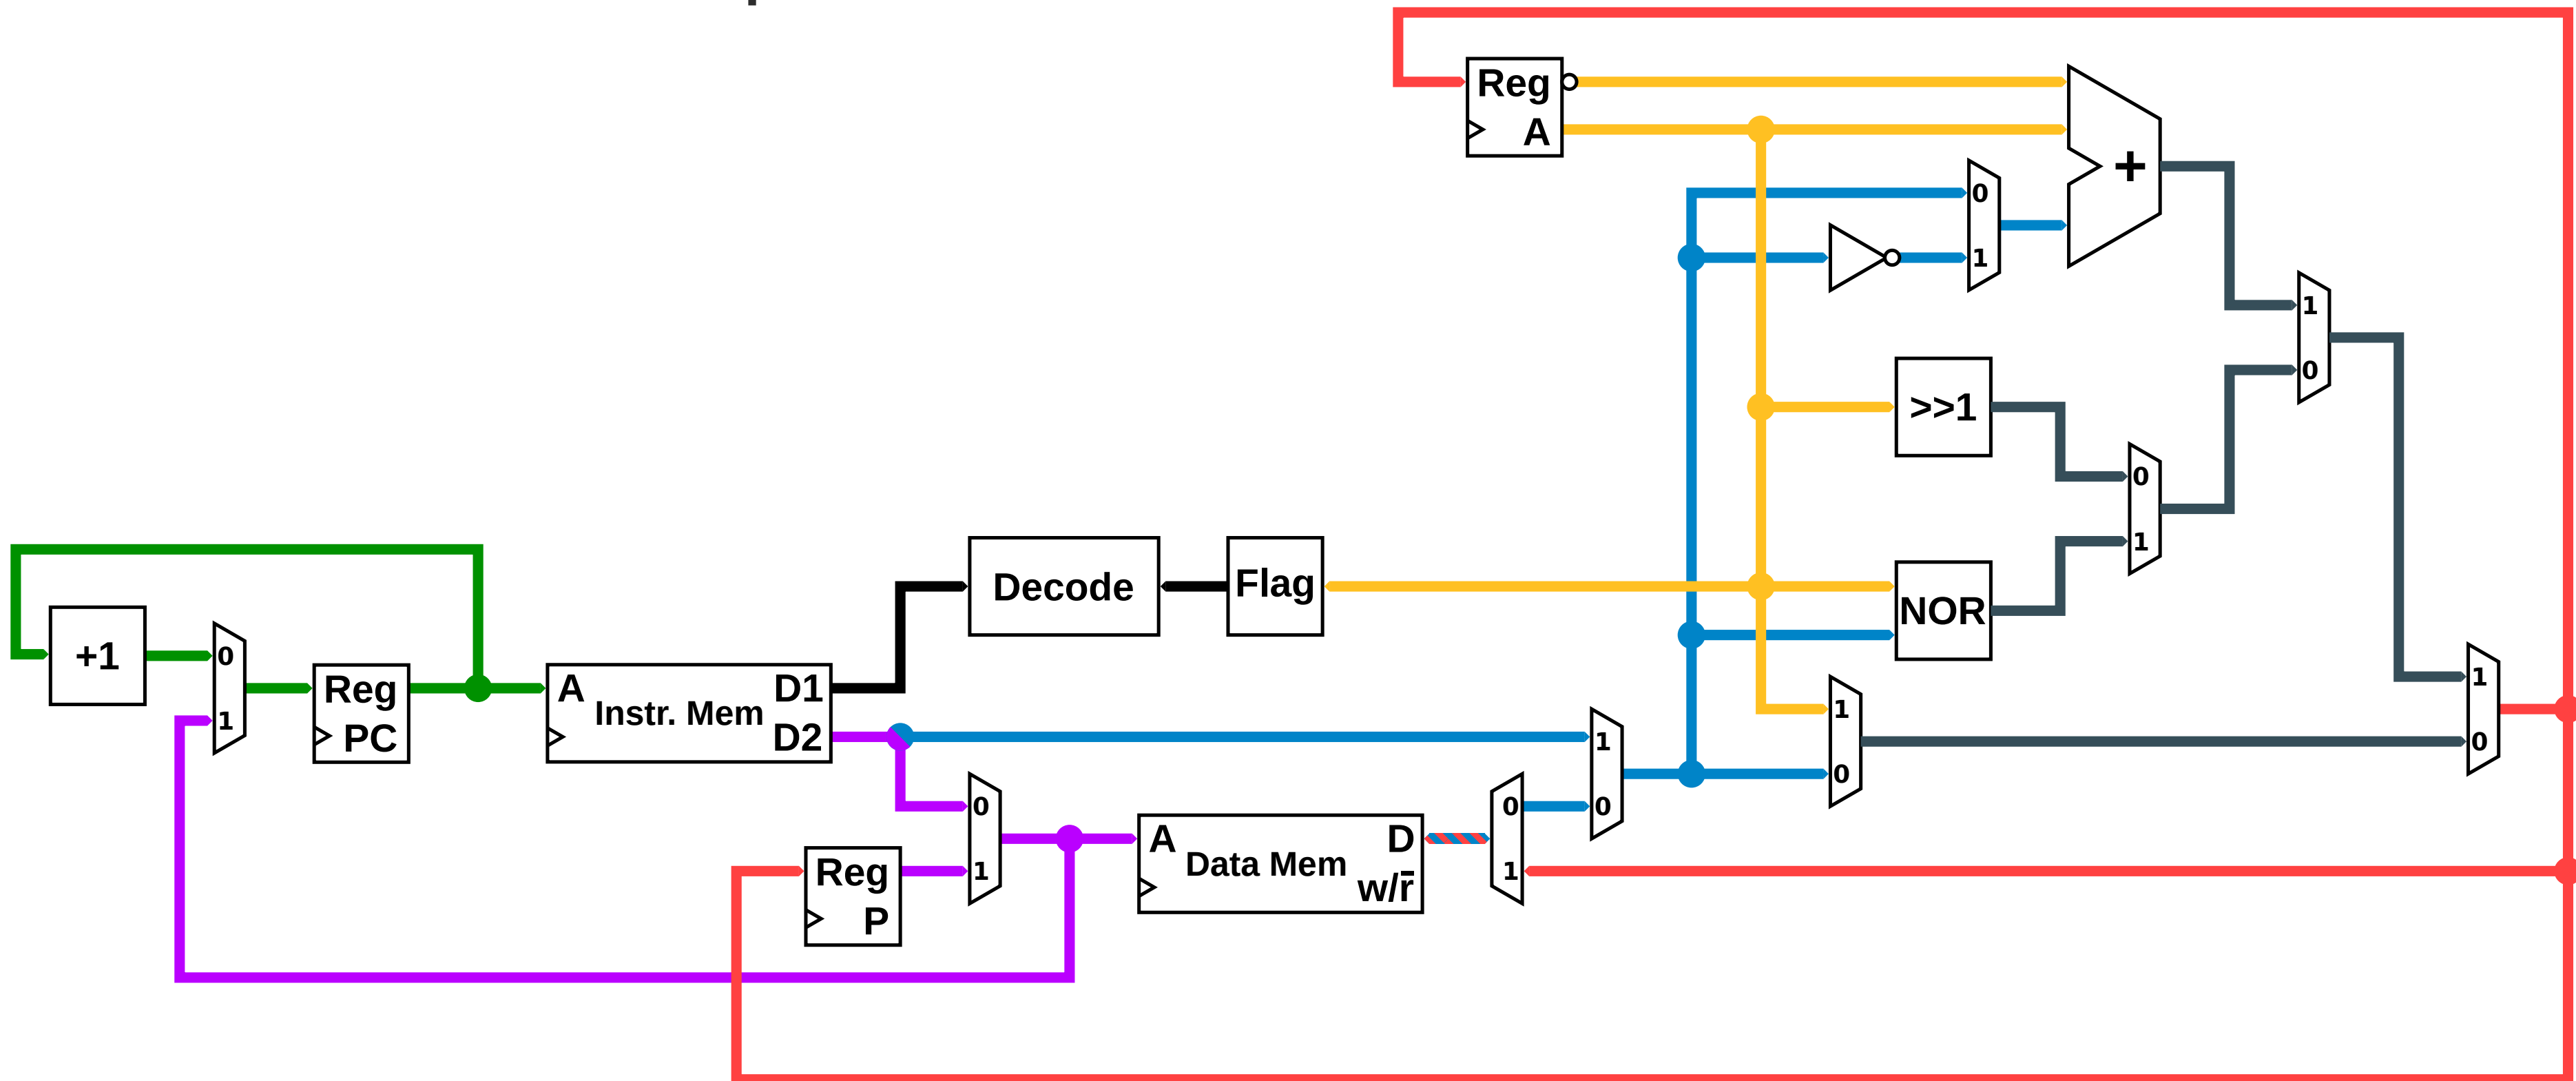 Reg
A
+
0
1
1
0
>>1
0
1
NOR
Decode
Flag
+1
0
1
Reg
PC
A
Instr. Mem
D1
D2
0
1
Reg
P
A
Data Mem
D
w/r̅
0
1
1
0
1
0
1
0